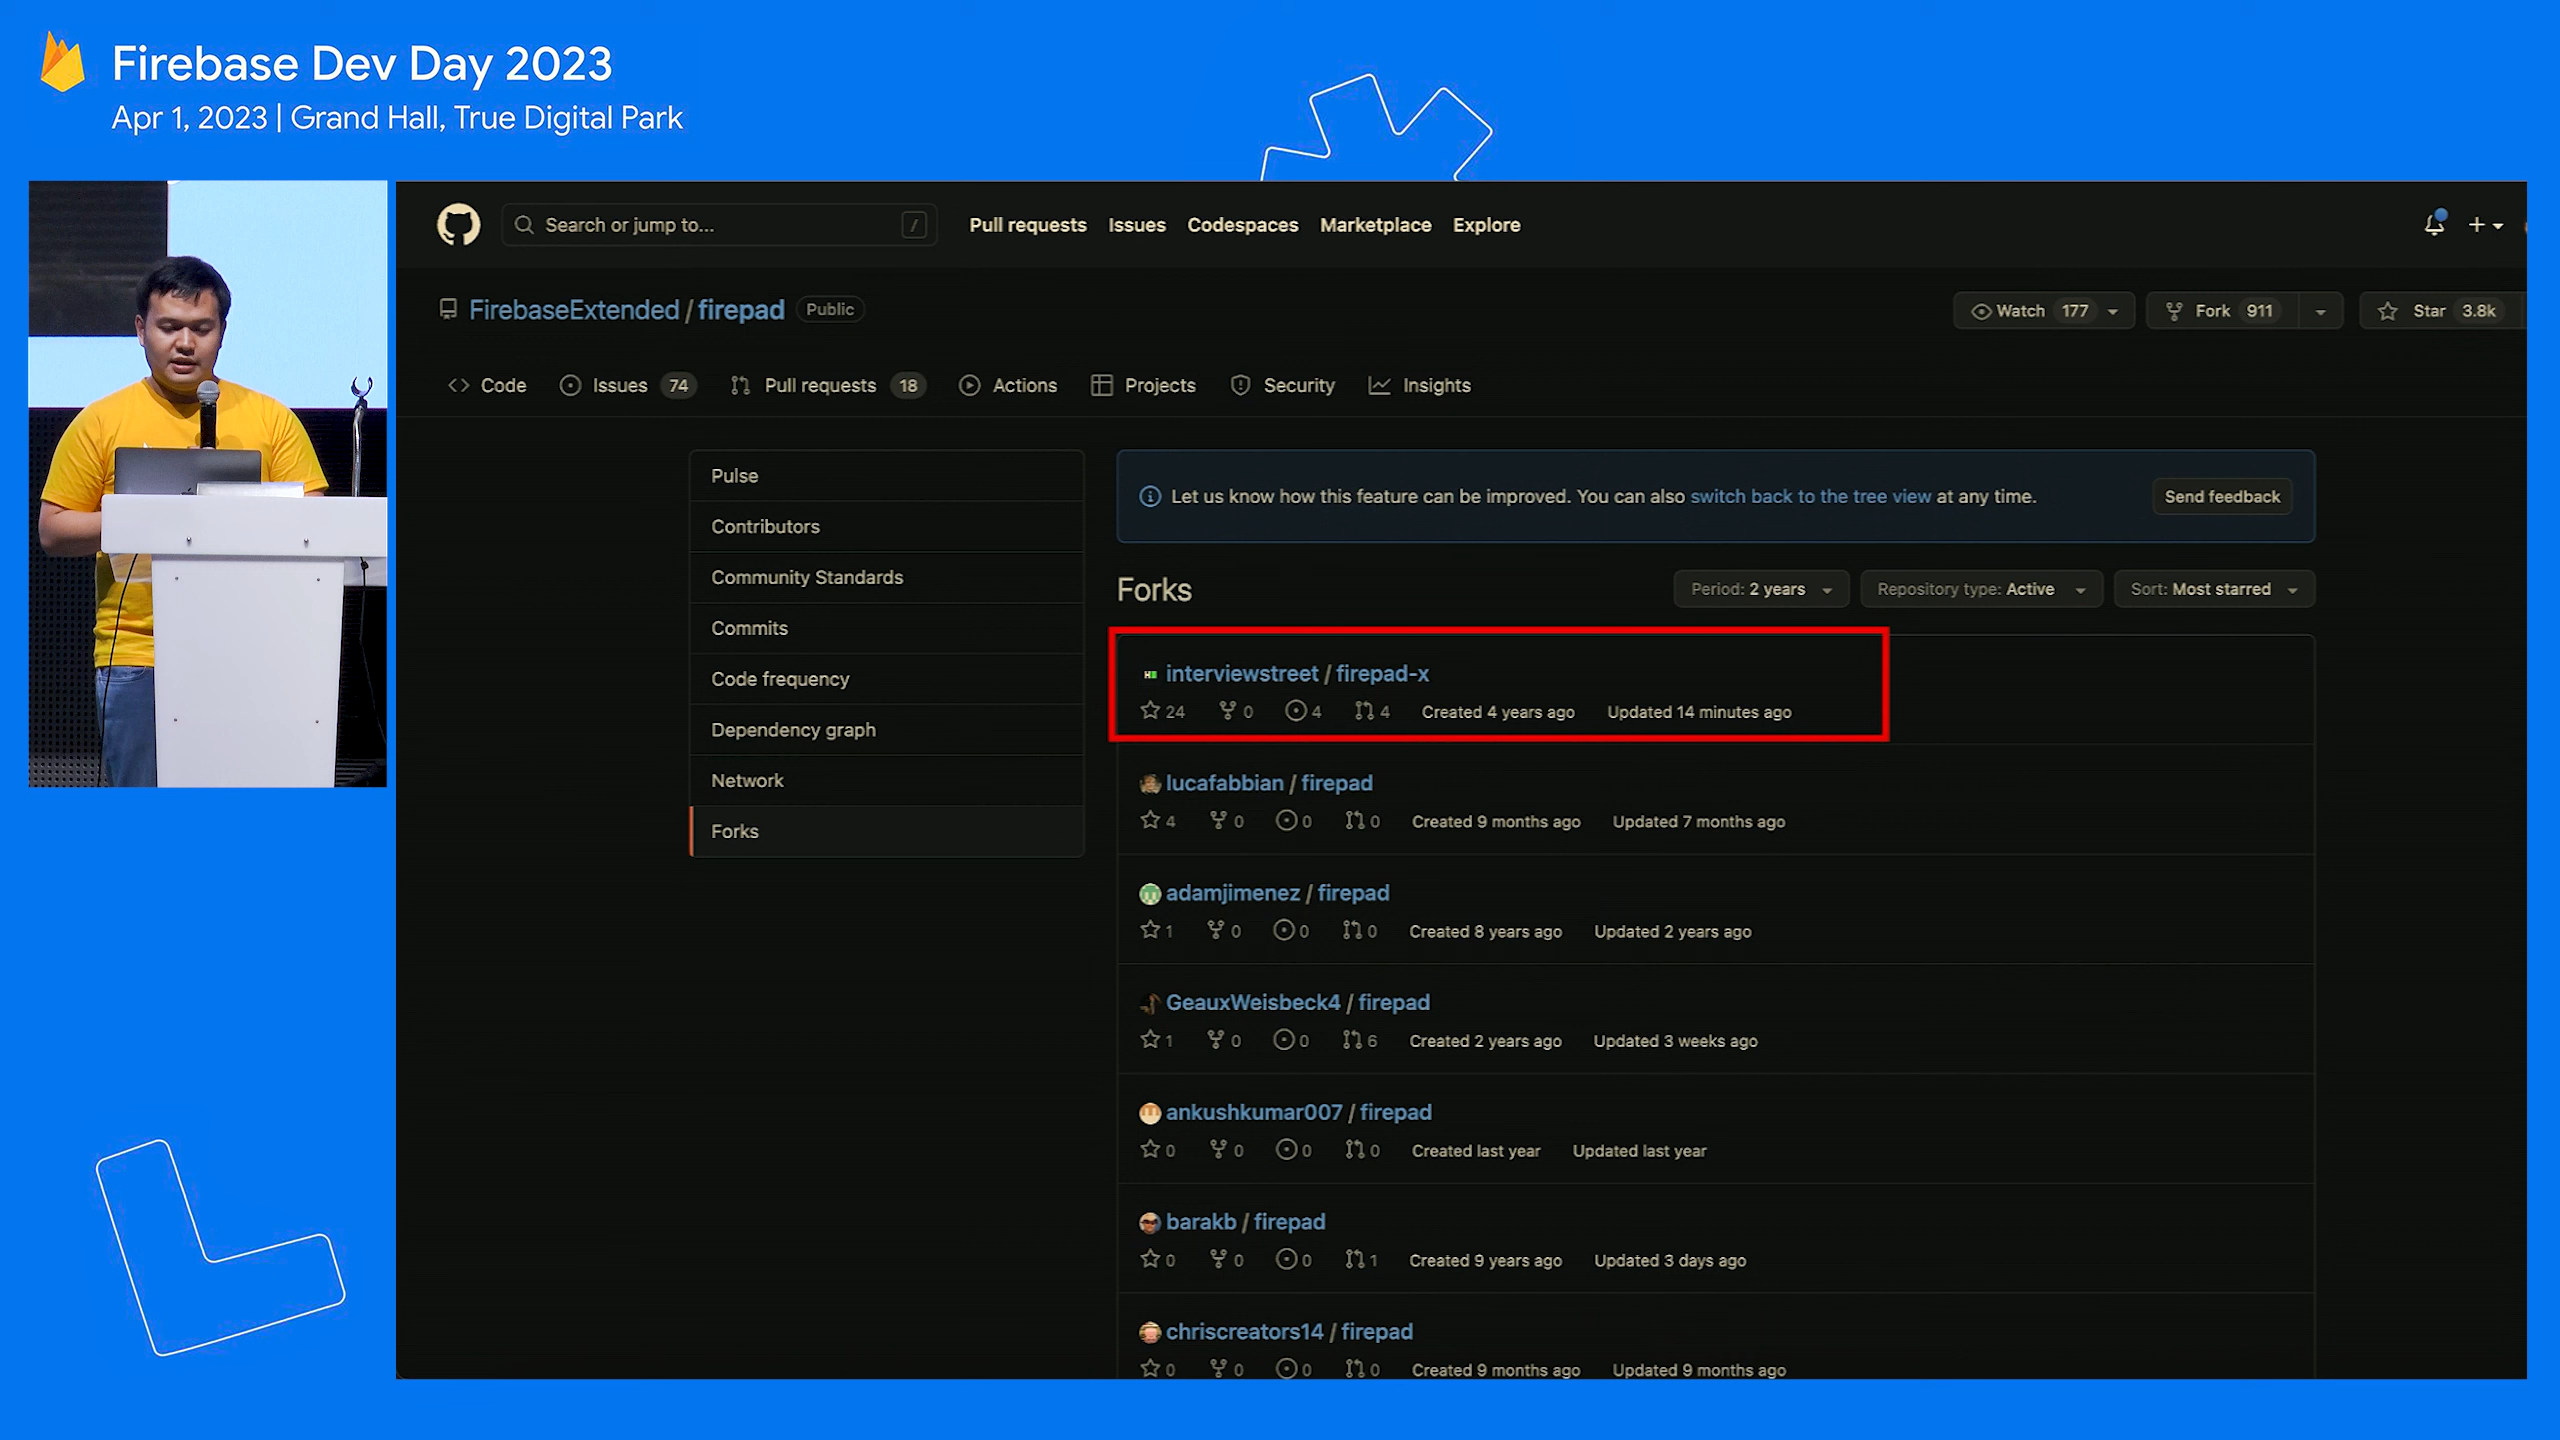 Firebase Dev Day 2023
Apr 1, 2023 | Grand Hall, True Digital Park
Search or jump to... /
Pull requests Issues Codespaces Marketplace Explore
FirebaseExtended / firepad Public
Watch 177 Fork 911 Star 3.8k
Code Issues 74 Pull requests 18 Actions Projects Security Insights
Pulse
Contributors
Community Standards
Commits
Code frequency
Dependency graph
Network
Forks
Let us know how this feature can be improved. You can also switch back to the tree view at any time. Send feedback
Forks Period: 2 years Repository type: Active Sort: Most starred
interviewstreet / firepad-x
24 0 4 4 Created 4 years ago Updated 14 minutes ago
lucafabbian / firepad
4 0 0 0 Created 9 months ago Updated 7 months ago
adamjimenez / firepad
1 0 0 0 Created 8 years ago Updated 2 years ago
GeauxWeisbeck4 / firepad
1 0 0 6 Created 2 years ago Updated 3 weeks ago
ankushkumar007 / firepad
0 0 0 0 Created last year Updated last year
barakb / firepad
0 0 0 1 Created 9 years ago Updated 3 days ago
chriscreators14 / firepad
0 0 0 0 Created 9 months ago Updated 9 months ago